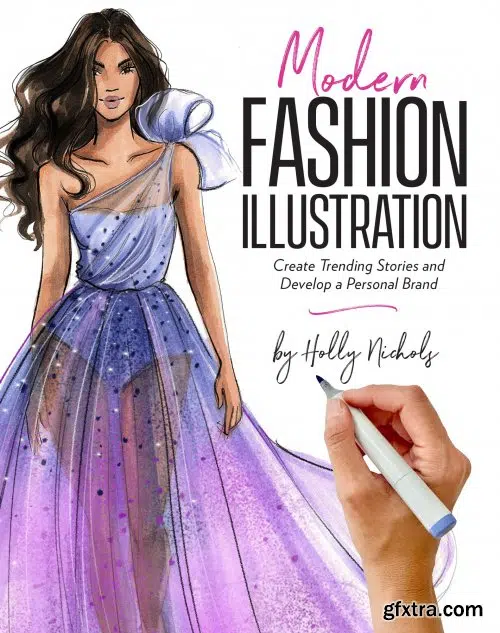 Modern
FASHION
ILLUSTRATION
Create Trending Stories and
Develop a Personal Brand
by Holly Nichols
gfxtra.com